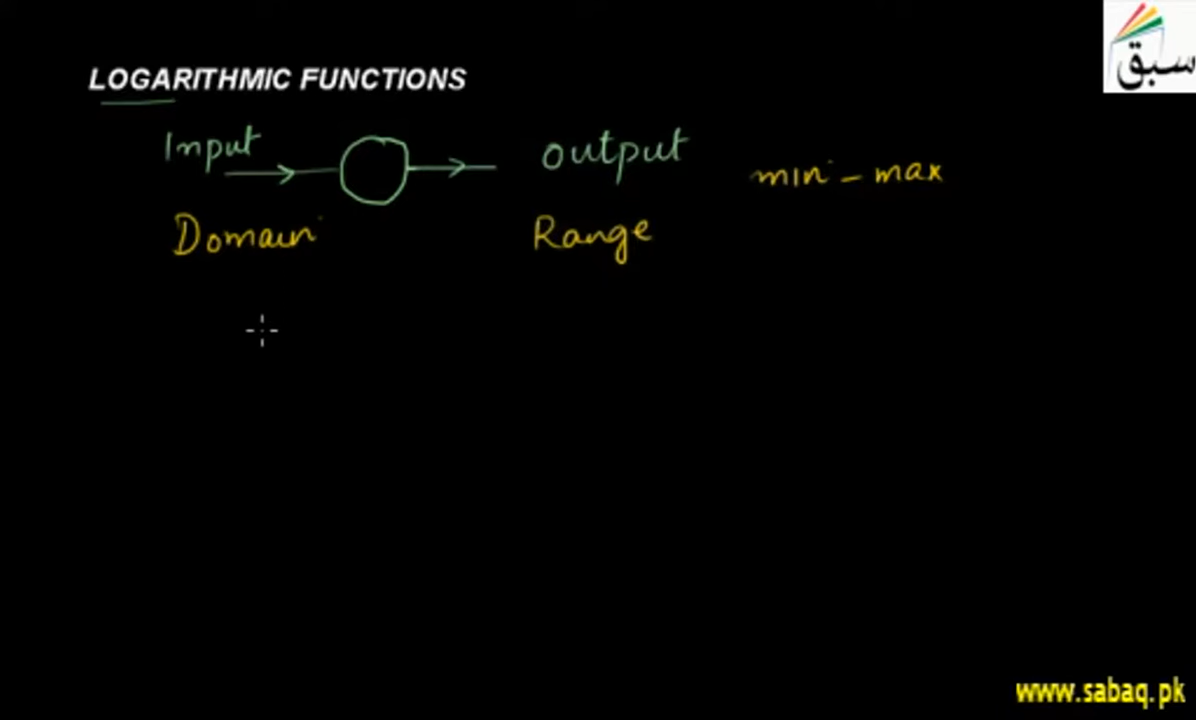 سبق
LOGARITHMIC FUNCTIONS
Input output min - max
Domain Range
www.sabaq.pk